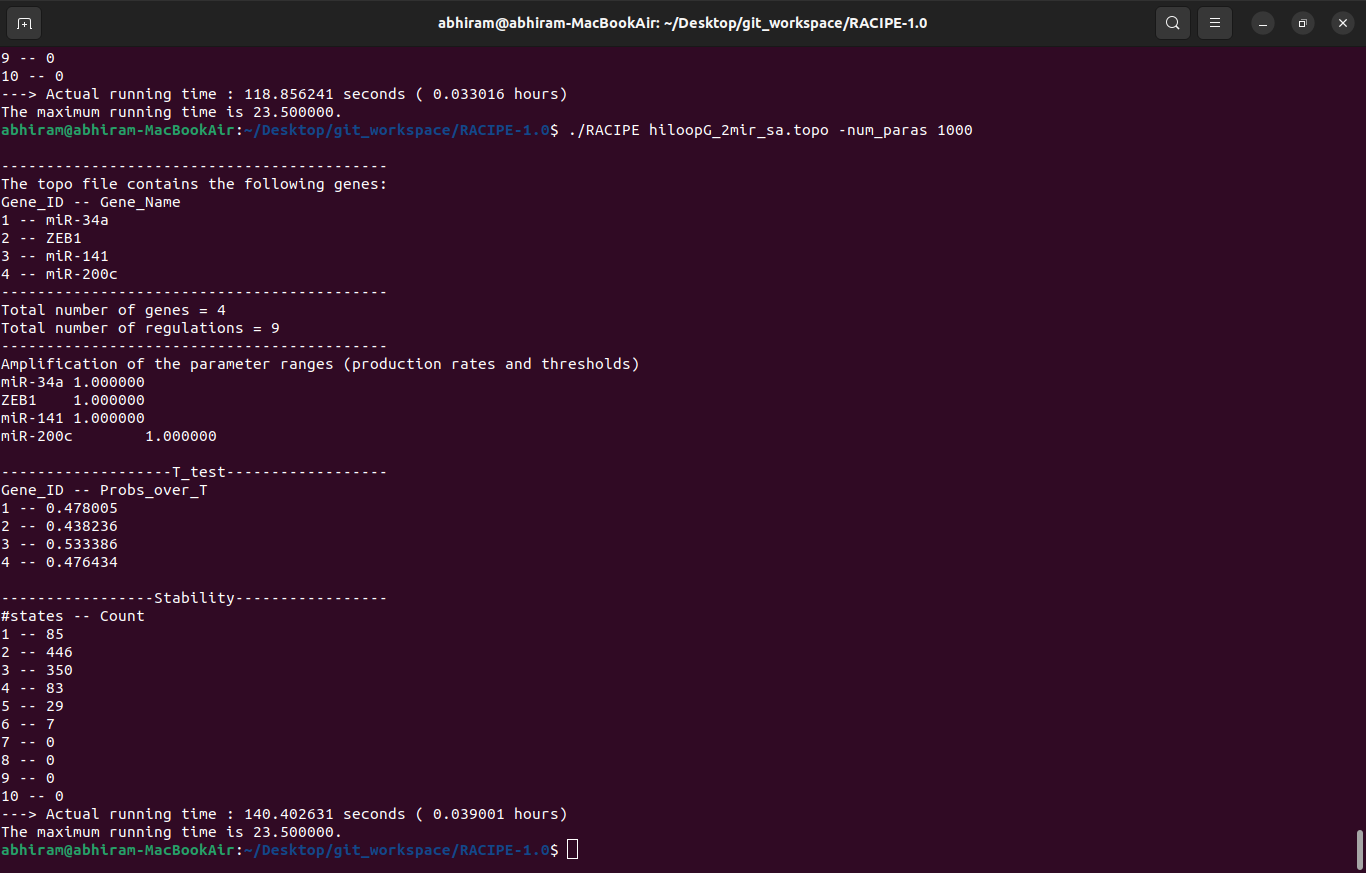 abhiram@abhiram-MacBookAir: ~/Desktop/git_workspace/RACIPE-1.0
9 -- 0
10 -- 0
---> Actual running time : 118.856241 seconds ( 0.033016 hours)
The maximum running time is 23.500000.
abhiram@abhiram-MacBookAir:~/Desktop/git_workspace/RACIPE-1.0$ ./RACIPE hiloopG_2mir_sa.topo -num_paras 1000
-------------------------------------------
The topo file contains the following genes:
Gene_ID -- Gene_Name
1 -- miR-34a
2 -- ZEB1
3 -- miR-141
4 -- miR-200c
-------------------------------------------
Total number of genes = 4
Total number of regulations = 9
-------------------------------------------
Amplification of the parameter ranges (production rates and thresholds)
miR-34a 1.000000
ZEB1    1.000000
miR-141 1.000000
miR-200c        1.000000
-------------------T_test------------------
Gene_ID -- Probs_over_T
1 -- 0.478005
2 -- 0.438236
3 -- 0.533386
4 -- 0.476434
-----------------Stability-----------------
#states -- Count
1 -- 85
2 -- 446
3 -- 350
4 -- 83
5 -- 29
6 -- 7
7 -- 0
8 -- 0
9 -- 0
10 -- 0
---> Actual running time : 140.402631 seconds ( 0.039001 hours)
The maximum running time is 23.500000.
abhiram@abhiram-MacBookAir:~/Desktop/git_workspace/RACIPE-1.0$